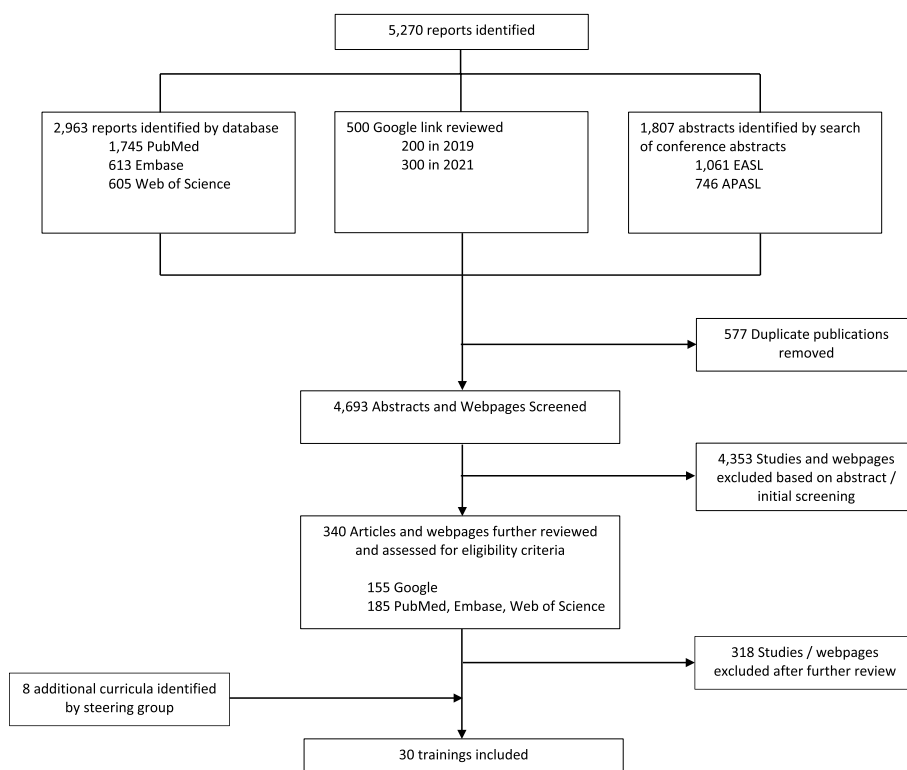 5,270 reports identified
2,963 reports identified by database
1,745 PubMed
613 Embase
605 Web of Science
500 Google link reviewed
200 in 2019
300 in 2021
1,807 abstracts identified by search
of conference abstracts
1,061 EASL
746 APASL
577 Duplicate publications
removed
4,693 Abstracts and Webpages Screened
4,353 Studies and webpages
excluded based on abstract /
initial screening
340 Articles and webpages further reviewed
and assessed for eligibility criteria
155 Google
185 PubMed, Embase, Web of Science
318 Studies / webpages
excluded after further review
8 additional curricula identified
by steering group
30 trainings included